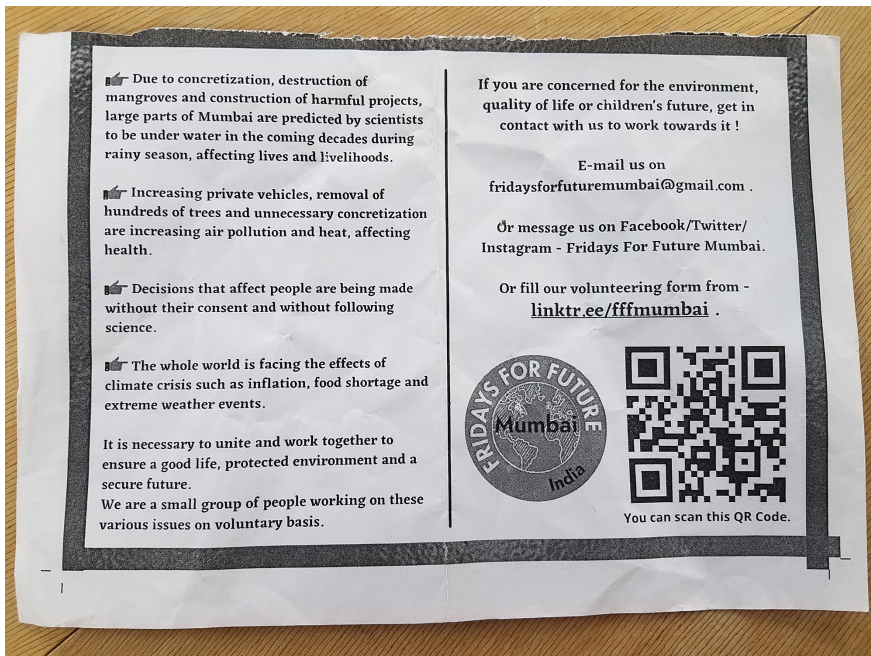 Due to concretization, destruction of
mangroves and construction of harmful projects,
large parts of Mumbai are predicted by scientists
to be under water in the coming decades during
rainy season, affecting lives and livelihoods.
Increasing private vehicles, removal of
hundreds of trees and unnecessary concretization
are increasing air pollution and heat, affecting
health.
Decisions that affect people are being made
without their consent and without following
science.
The whole world is facing the effects of
climate crisis such as inflation, food shortage and
extreme weather events.
It is necessary to unite and work together to
ensure a good life, protected environment and a
secure future.
We are a small group of people working on these
various issues on voluntary basis.
If you are concerned for the environment,
quality of life or children's future, get in
contact with us to work towards it !
E-mail us on
fridaysforfuturemumbai@gmail.com .
Or message us on Facebook/Twitter/
Instagram - Fridays For Future Mumbai.
Or fill our volunteering form from -
linktr.ee/fffmumbai .
FRIDAYS FOR FUTURE
Mumbai
India
You can scan this QR Code.